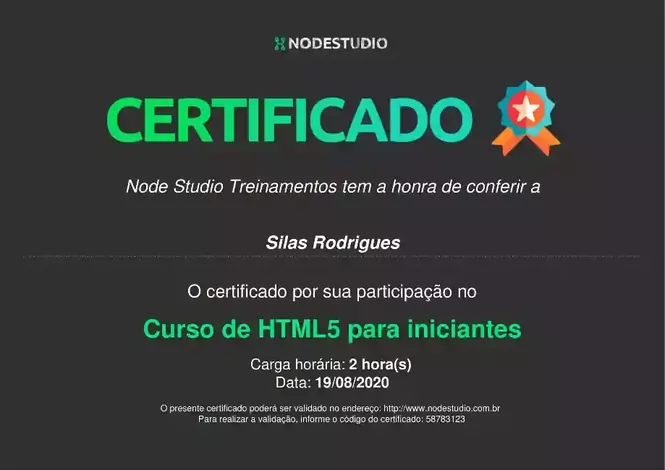 NODESTUDIO
CERTIFICADO
Node Studio Treinamentos tem a honra de conferir a
Silas Rodrigues
O certificado por sua participação no
Curso de HTML5 para iniciantes
Carga horária: 2 hora(s)
Data: 19/08/2020
O presente certificado poderá ser validado no endereço: http://www.nodestudio.com.br
Para realizar a validação, informe o código do certificado: 58783123